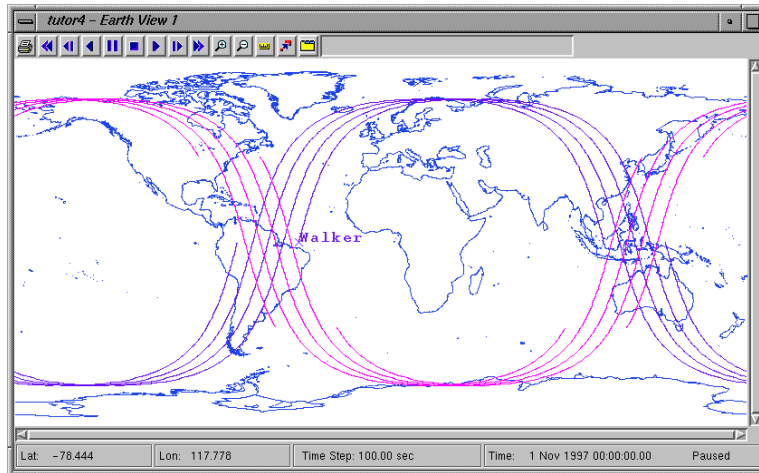 tutor4 – Earth View 1
Walker
Lat: -78.444 Lon: 117.778 Time Step: 100.00 sec Time: 1 Nov 1997 00:00:00.00 Paused